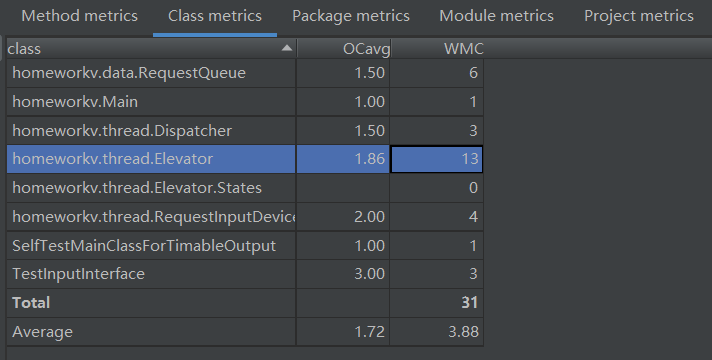 Method metrics Class metrics Package metrics Module metrics Project metrics
class OCavg WMC
homeworkv.data.RequestQueue 1.50 6
homeworkv.Main 1.00 1
homeworkv.thread.Dispatcher 1.50 3
homeworkv.thread.Elevator 1.86 13
homeworkv.thread.Elevator.States 0
homeworkv.thread.RequestInputDevice 2.00 4
SelfTestMainClassForTimableOutput 1.00 1
TestInputInterface 3.00 3
Total 31
Average 1.72 3.88